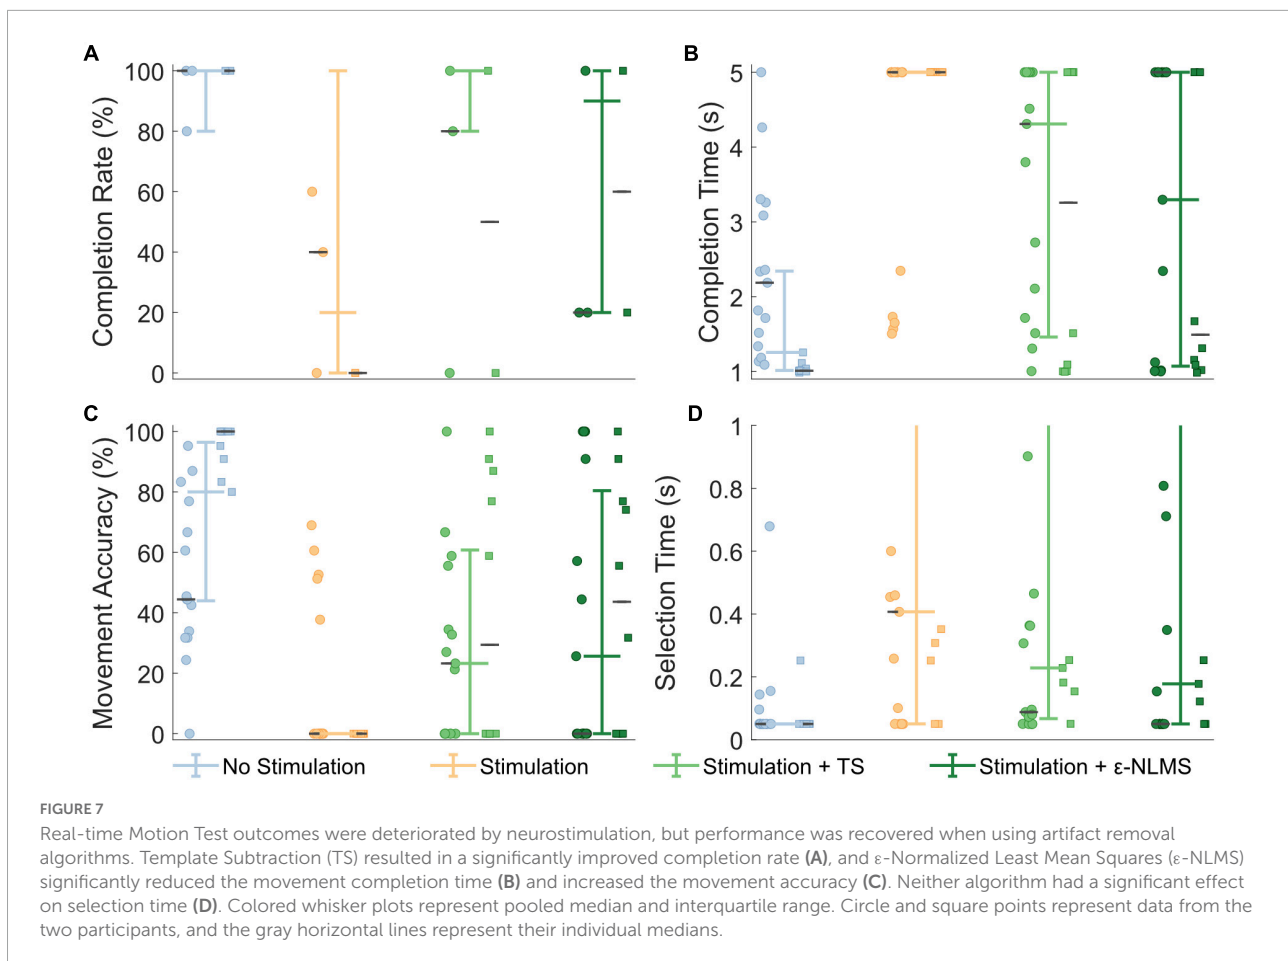 A
Completion Rate (%)
100
80
60
40
20
0
B
Completion Time (s)
5
4
3
2
1
C
Movement Accuracy (%)
100
80
60
40
20
0
D
Selection Time (s)
1
0.8
0.6
0.4
0.2
0
No Stimulation
Stimulation
Stimulation + TS
Stimulation + ε-NLMS
FIGURE 7
Real-time Motion Test outcomes were deteriorated by neurostimulation, but performance was recovered when using artifact removal
algorithms. Template Subtraction (TS) resulted in a significantly improved completion rate (A), and ε-Normalized Least Mean Squares (ε-NLMS)
significantly reduced the movement completion time (B) and increased the movement accuracy (C). Neither algorithm had a significant effect
on selection time (D). Colored whisker plots represent pooled median and interquartile range. Circle and square points represent data from the
two participants, and the gray horizontal lines represent their individual medians.